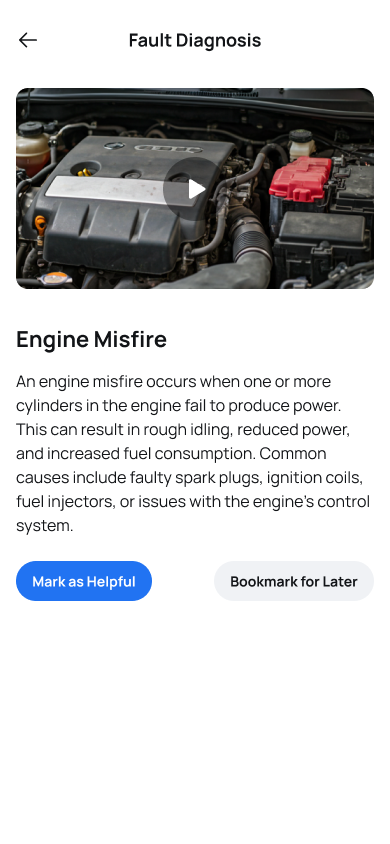 Fault Diagnosis
Engine Misfire
An engine misfire occurs when one or more
cylinders in the engine fail to produce power.
This can result in rough idling, reduced power,
and increased fuel consumption. Common
causes include faulty spark plugs, ignition coils,
fuel injectors, or issues with the engine's control
system.
Mark as Helpful
Bookmark for Later